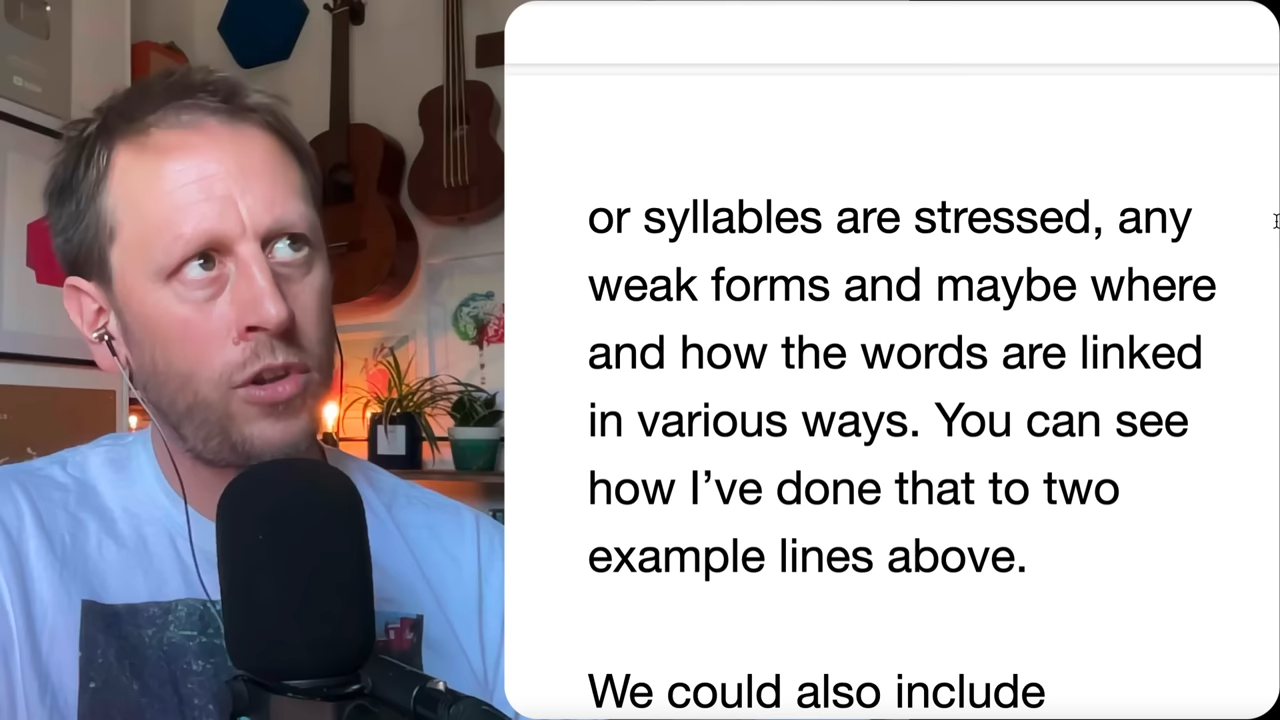 or syllables are stressed, any
weak forms and maybe where
and how the words are linked
in various ways. You can see
how I’ve done that to two
example lines above.
We could also include